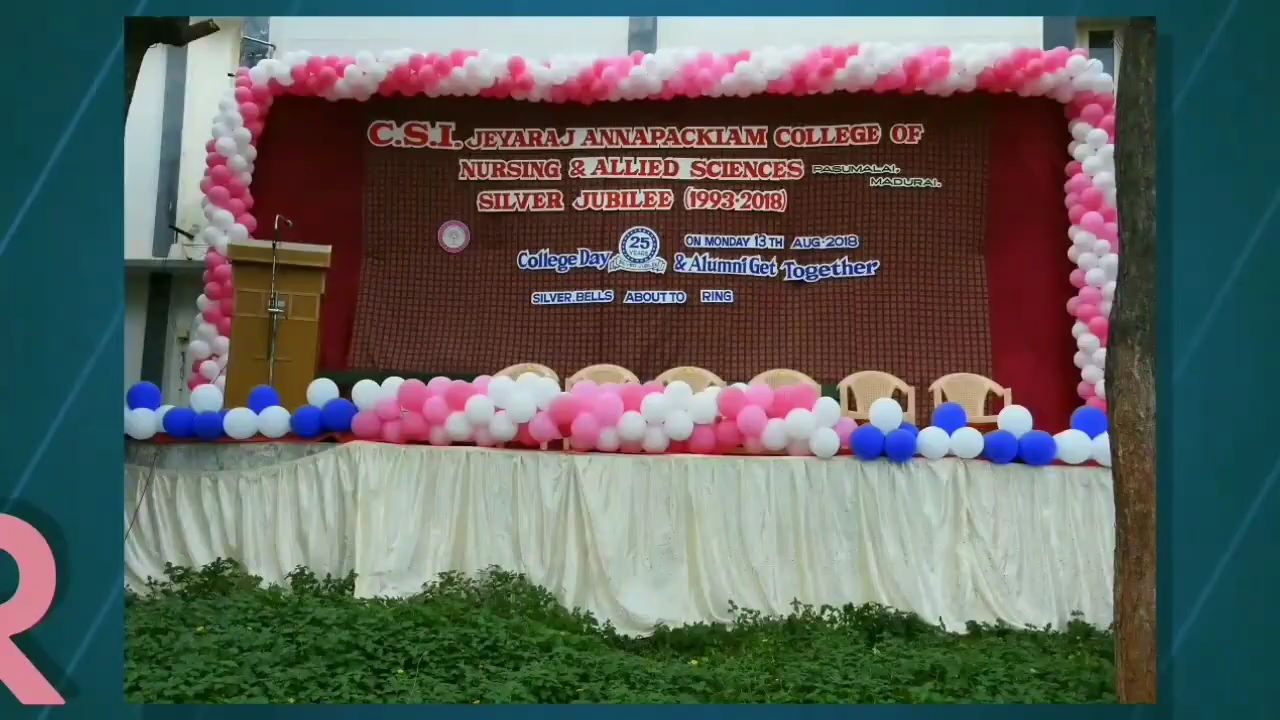 C.S.I. JEYARAJ ANNAPACKIAM COLLEGE OF
NURSING & ALLIED SCIENCES PASUMALAI,
MADURAI.
SILVER JUBILEE (1993-2018)
ON MONDAY 13TH AUG-2018
College Day 25 YEARS & Alumni Get Together
SILVER.BELLS ABOUT TO RING
R